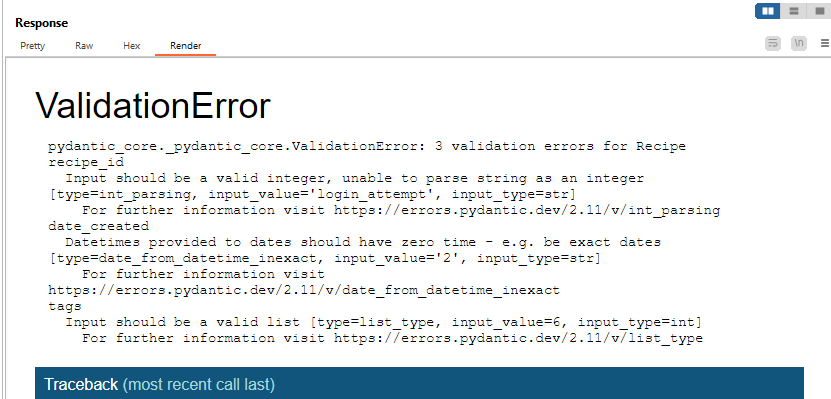 Response
Pretty Raw Hex Render
\n
ValidationError
pydantic_core._pydantic_core.ValidationError: 3 validation errors for Recipe
recipe_id
Input should be a valid integer, unable to parse string as an integer
[type=int_parsing, input_value='login_attempt', input_type=str]
For further information visit https://errors.pydantic.dev/2.11/v/int_parsing
date_created
Datetimes provided to dates should have zero time - e.g. be exact dates
[type=date_from_datetime_inexact, input_value='2', input_type=str]
For further information visit
https://errors.pydantic.dev/2.11/v/date_from_datetime_inexact
tags
Input should be a valid list [type=list_type, input_value=6, input_type=int]
For further information visit https://errors.pydantic.dev/2.11/v/list_type
Traceback (most recent call last)